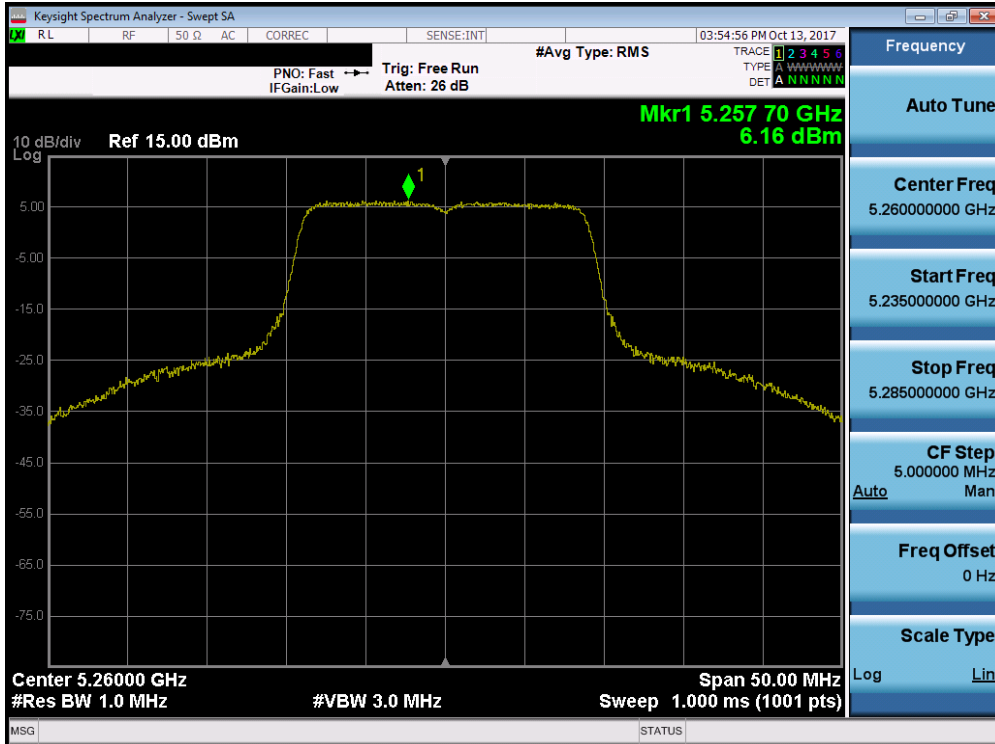 Keysight Spectrum Analyzer - Swept SA
LXI RL RF 50 Ω AC CORREC SENSE:INT 03:54:56 PM Oct 13, 2017
#Avg Type: RMS TRACE 1 2 3 4 5 6
PNO: Fast Trig: Free Run TYPE A WWWWW
IFGain:Low Atten: 26 dB DET A N N N N N
Mkr1 5.257 70 GHz
6.16 dBm
10 dB/div Ref 15.00 dBm
Log
1
5.00
-5.00
-15.0
-25.0
-35.0
-45.0
-55.0
-65.0
-75.0
Center 5.26000 GHz Span 50.00 MHz
#Res BW 1.0 MHz #VBW 3.0 MHz Sweep 1.000 ms (1001 pts)
MSG STATUS
Frequency
Auto Tune
Center Freq
5.260000000 GHz
Start Freq
5.235000000 GHz
Stop Freq
5.285000000 GHz
CF Step
5.000000 MHz
Auto Man
Freq Offset
0 Hz
Scale Type
Log Lin